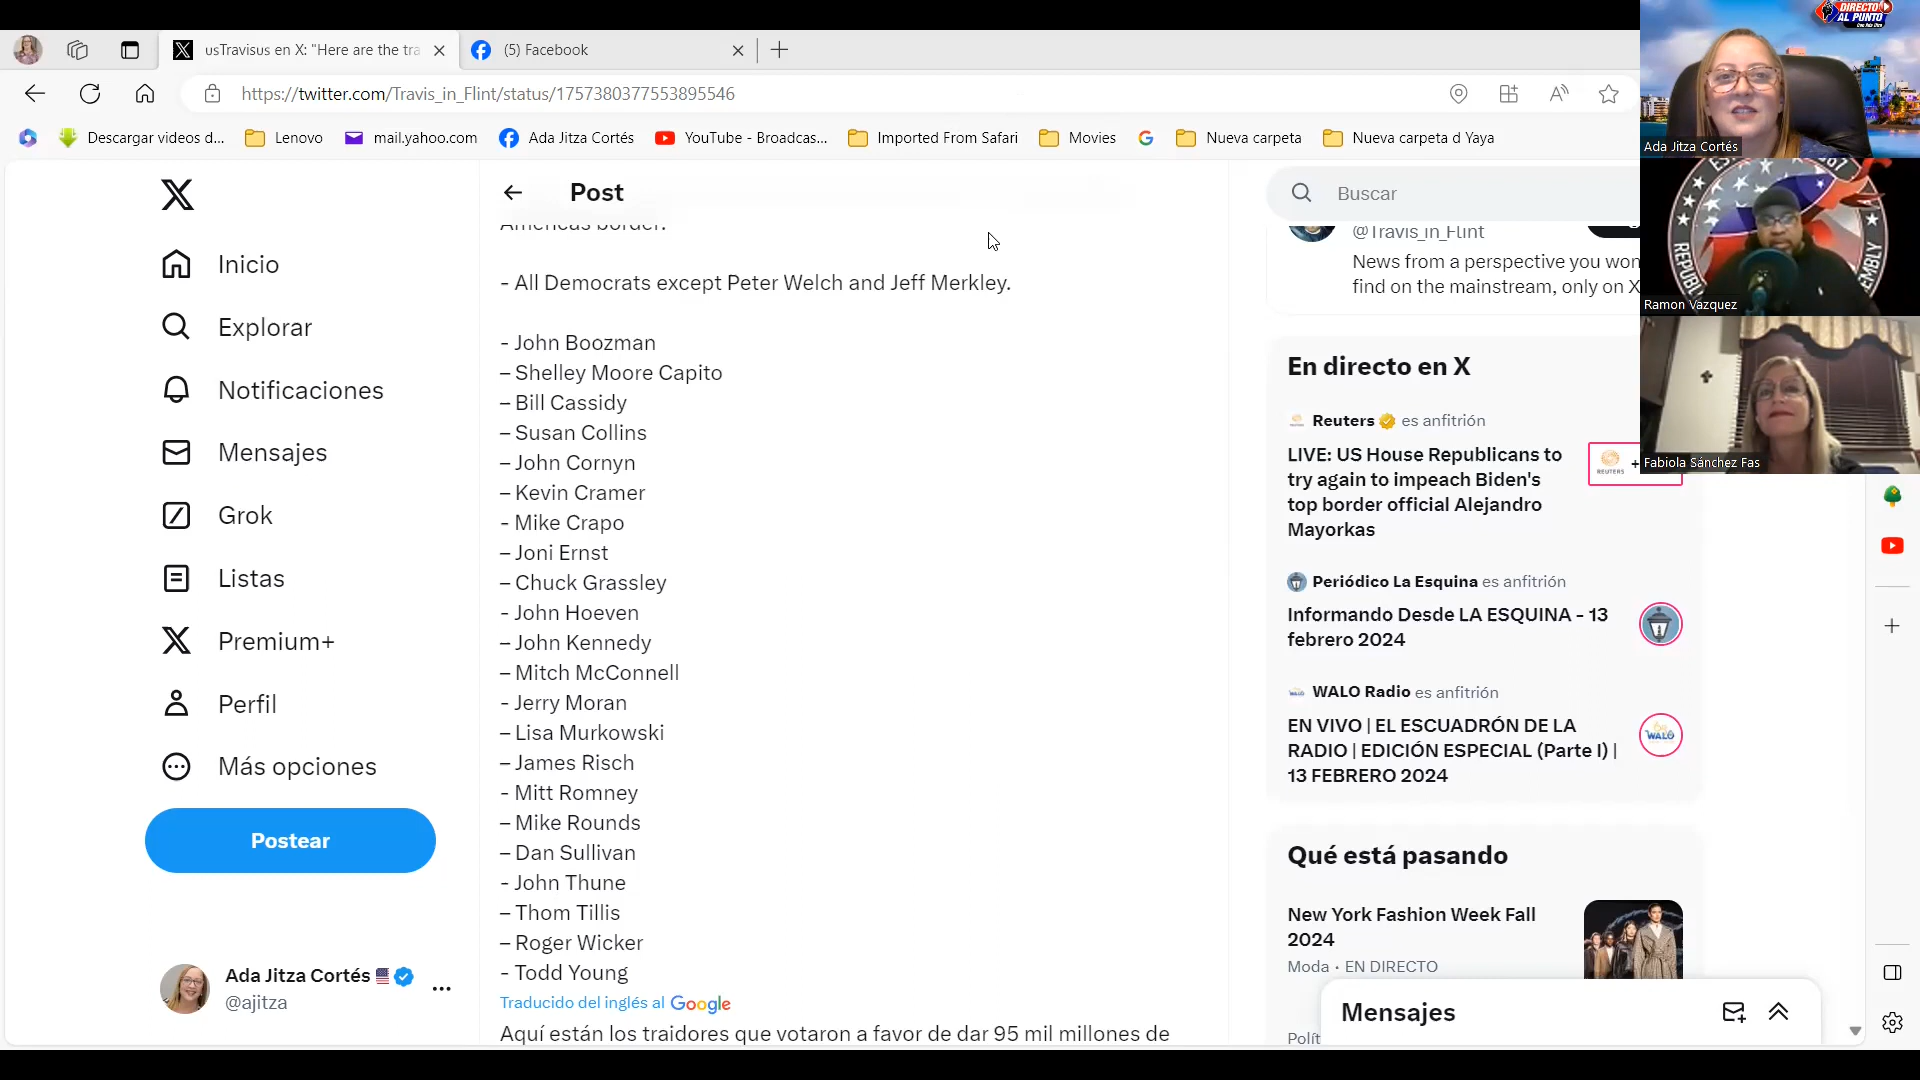 usTravisus en X: "Here are the tra
(5) Facebook
https://twitter.com/Travis_in_Flint/status/1757380377553895546
Descargar videos d...
Lenovo
mail.yahoo.com
Ada Jitza Cortés
YouTube - Broadcas...
Imported From Safari
Movies
Nueva carpeta
Nueva carpeta d Yaya
Inicio
Explorar
Notificaciones
Mensajes
Grok
Listas
Premium+
Perfil
Más opciones
Postear
Ada Jitza Cortés
@ajitza
Post
Americas border.
- All Democrats except Peter Welch and Jeff Merkley.
- John Boozman
– Shelley Moore Capito
– Bill Cassidy
– Susan Collins
– John Cornyn
– Kevin Cramer
- Mike Crapo
– Joni Ernst
– Chuck Grassley
- John Hoeven
– John Kennedy
– Mitch McConnell
- Jerry Moran
– Lisa Murkowski
– James Risch
- Mitt Romney
– Mike Rounds
– Dan Sullivan
- John Thune
– Thom Tillis
– Roger Wicker
- Todd Young
Traducido del inglés al Google
Aquí están los traidores que votaron a favor de dar 95 mil millones de
Buscar
@Travis_in_Flint
News from a perspective you won
find on the mainstream, only on X
En directo en X
Reuters es anfitrión
LIVE: US House Republicans to
try again to impeach Biden's
top border official Alejandro
Mayorkas
REUTERS
Periódico La Esquina es anfitrión
Informando Desde LA ESQUINA - 13
febrero 2024
WALO Radio es anfitrión
EN VIVO | EL ESCUADRÓN DE LA
RADIO | EDICIÓN ESPECIAL (Parte I) |
13 FEBRERO 2024
WALO
Qué está pasando
New York Fashion Week Fall
2024
Moda · EN DIRECTO
Polít
Mensajes
DIRECTO
AL PUNTO
Ada Jitza Cortés
Ramon Vazquez
Fabiola Sánchez Fas